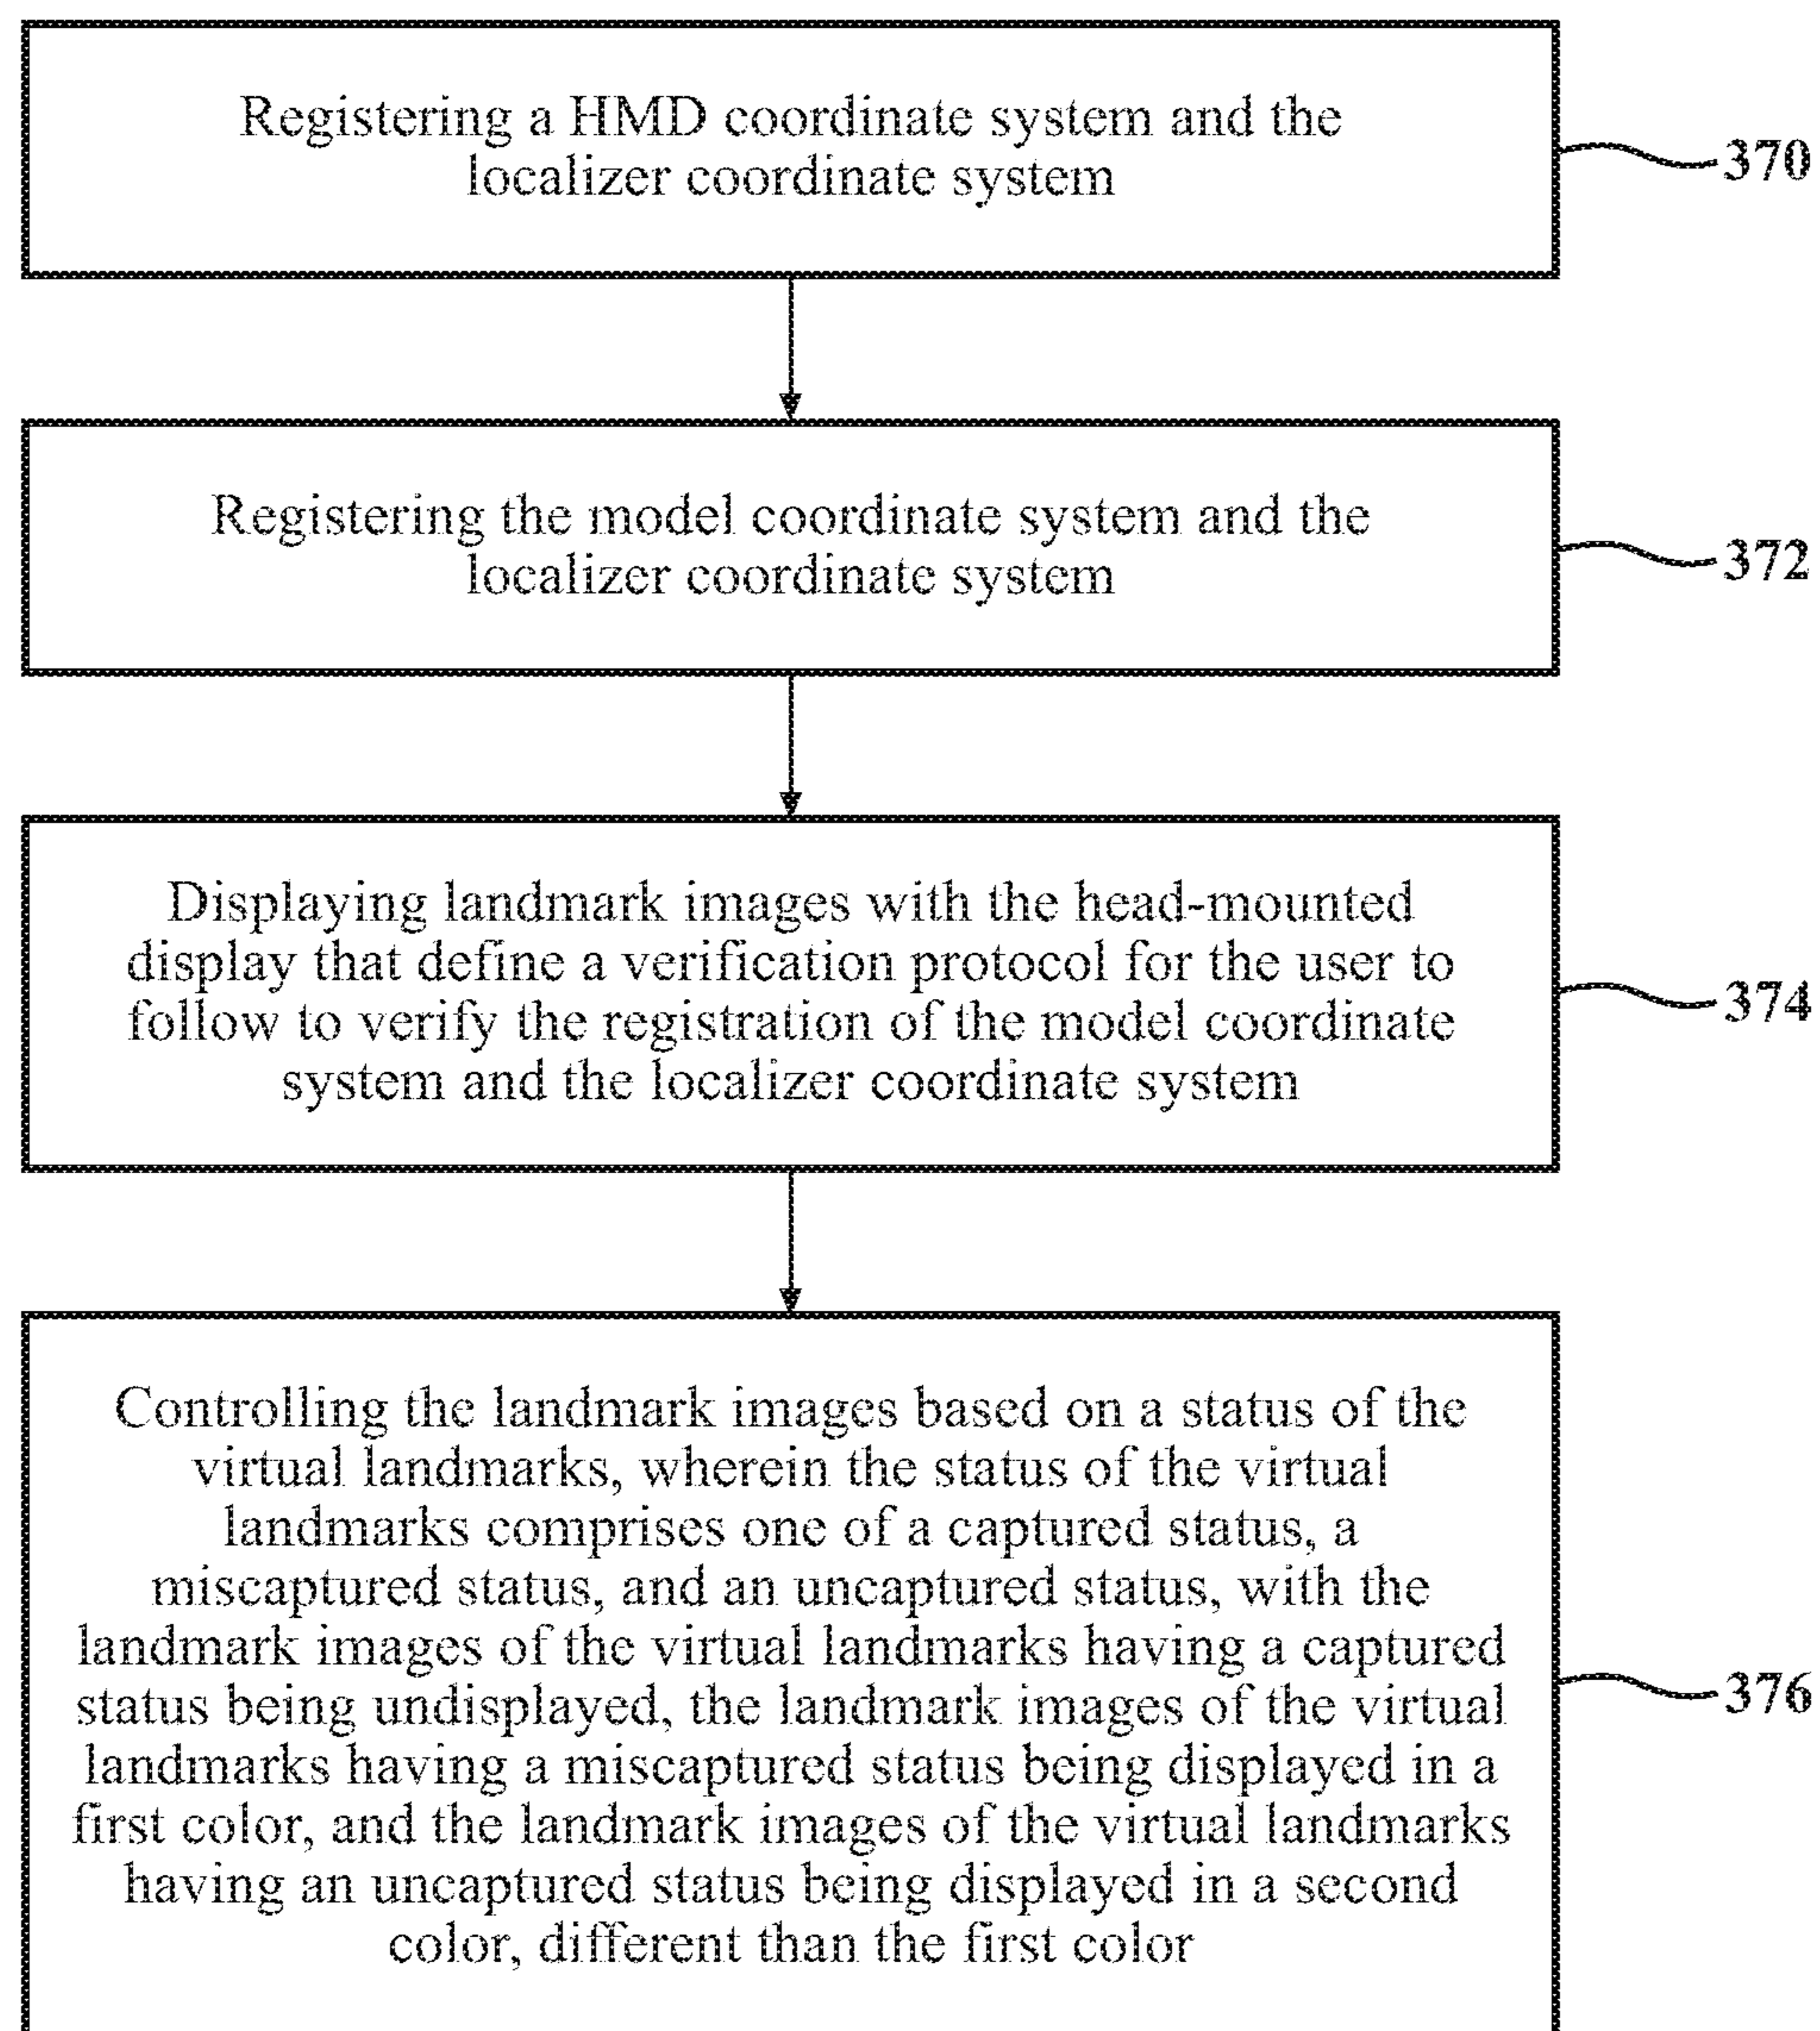 Registering a HMD coordinate system and the
localizer coordinate system
370
Registering the model coordinate system and the
localizer coordinate system
372
Displaying landmark images with the head-mounted
display that define a verification protocol for the user to
follow to verify the registration of the model coordinate
system and the localizer coordinate system
374
Controlling the landmark images based on a status of the
virtual landmarks, wherein the status of the virtual
landmarks comprises one of a captured status, a
miscaptured status, and an uncaptured status, with the
landmark images of the virtual landmarks having a captured
status being undisplayed, the landmark images of the virtual
landmarks having a miscaptured status being displayed in a
first color, and the landmark images of the virtual landmarks
having an uncaptured status being displayed in a second
color, different than the first color
376